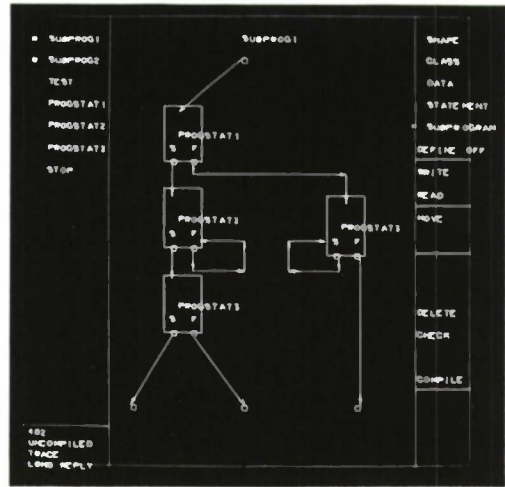 SUBPROG1
SUBPROG2
TEST
PROGSTAT1
PROGSTAT2
PROGSTAT3
STOP
SUBPROG1
PROGSTAT1
S F
PROGSTAT2
S F
PROGSTAT3
S F
PROGSTAT3
S F
SHAPE
CLASS
DATA
STATEMENT
SUBPROGRAM
DEFINE OFF
WRITE
READ
MOVE
DELETE
CHECK
COMPILE
402
UNCOMPILED
TRACE
LONG REPLY